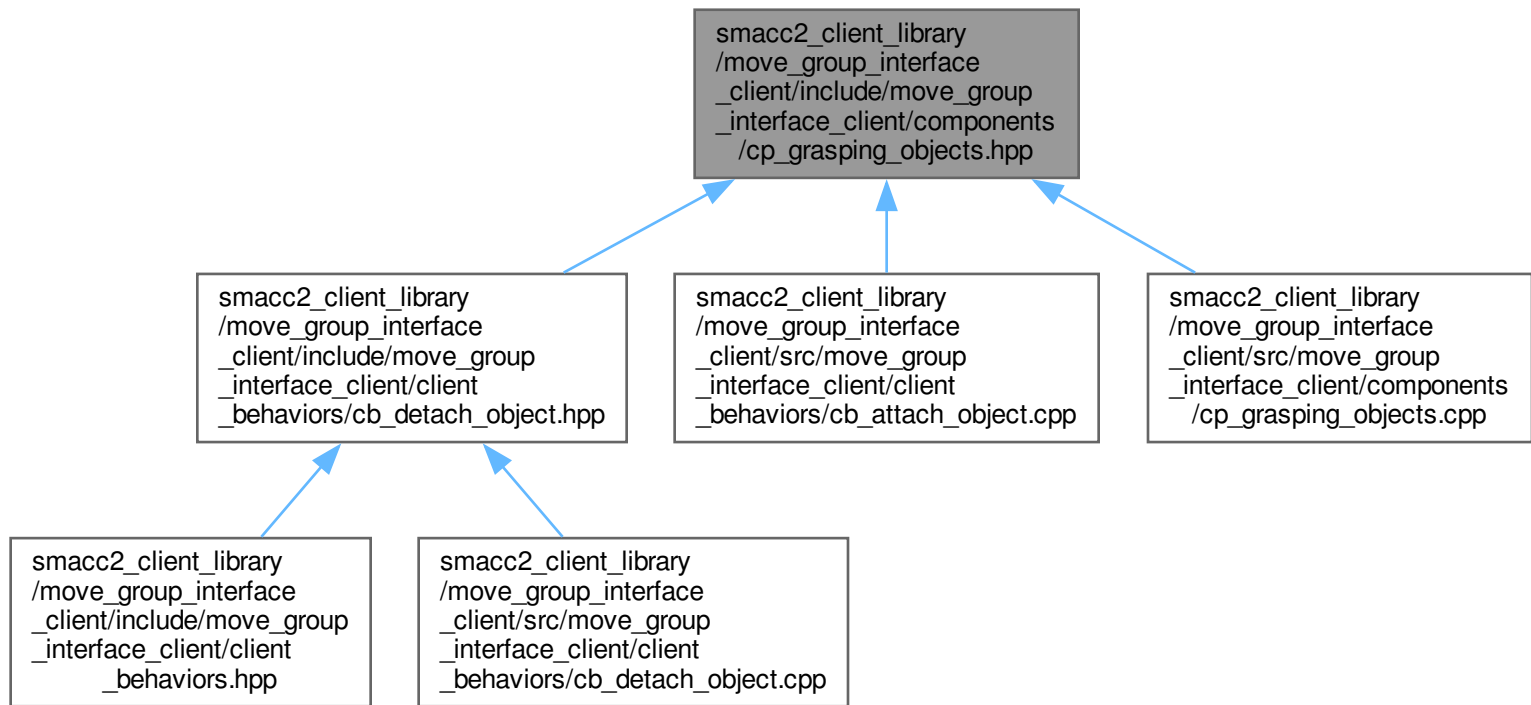 smacc2_client_library
/move_group_interface
_client/include/move_group
_interface_client/components
/cp_grasping_objects.hpp
smacc2_client_library
/move_group_interface
_client/include/move_group
_interface_client/client
_behaviors/cb_detach_object.hpp
smacc2_client_library
/move_group_interface
_client/src/move_group
_interface_client/client
_behaviors/cb_attach_object.cpp
smacc2_client_library
/move_group_interface
_client/src/move_group
_interface_client/components
/cp_grasping_objects.cpp
smacc2_client_library
/move_group_interface
_client/include/move_group
_interface_client/client
_behaviors.hpp
smacc2_client_library
/move_group_interface
_client/src/move_group
_interface_client/client
_behaviors/cb_detach_object.cpp